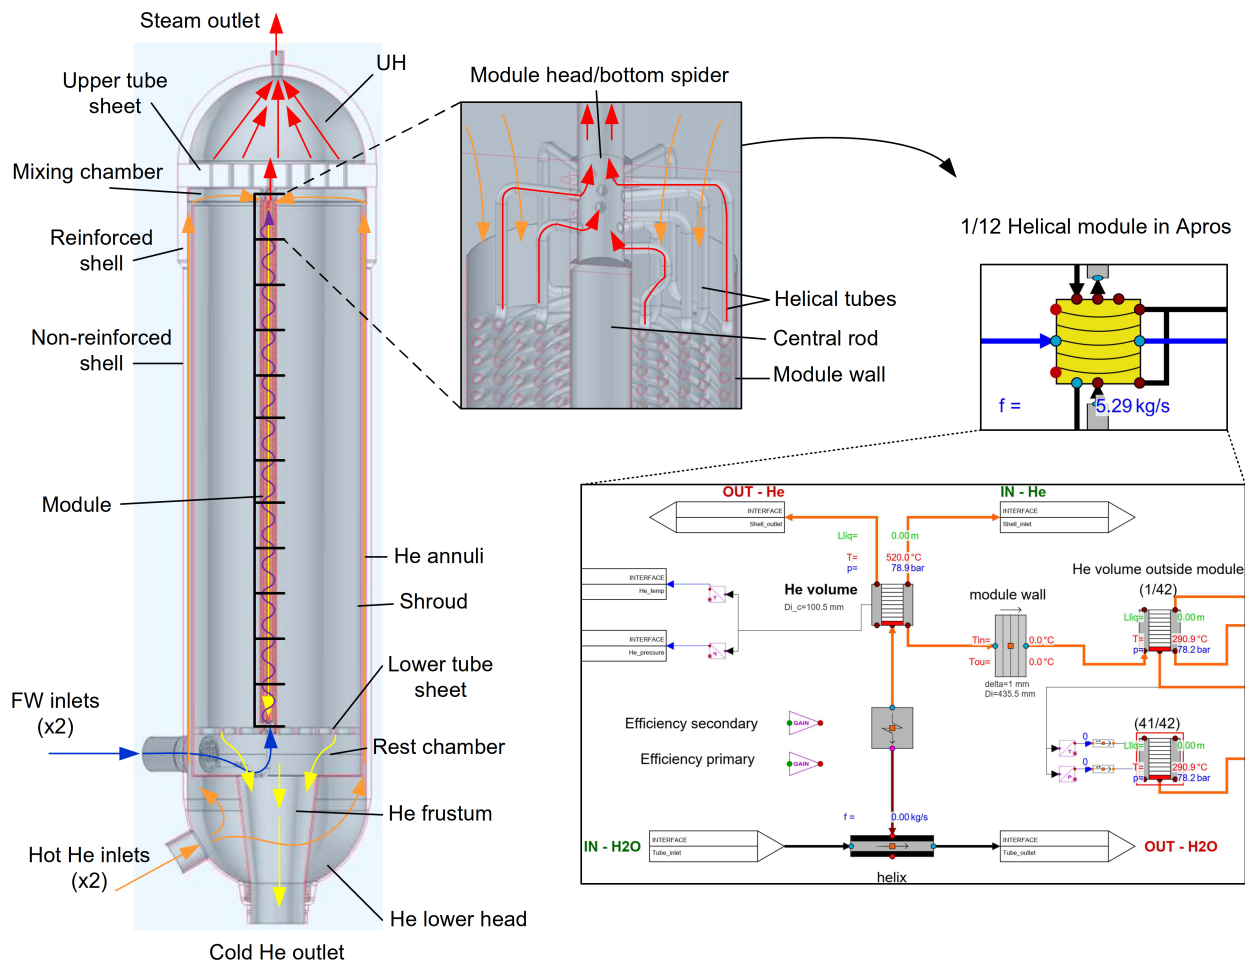 Steam outlet
UH
Upper tube
sheet
Mixing chamber
Reinforced
shell
Non-reinforced
shell
Module
FW inlets
(x2)
Hot He inlets
(x2)
Cold He outlet
He annuli
Shroud
Lower tube
sheet
Rest chamber
He frustum
He lower head
Module head/bottom spider
Helical tubes
Central rod
Module wall
1/12 Helical module in Apros
f = 5.29 kg/s
OUT - He
IN - He
INTERFACE
Shell_outlet
INTERFACE
Shell_inlet
Lliq= 0.00 m
T= 520.0 °C
p= 78.9 bar
He volume
Di_c=100.5 mm
INTERFACE
He_temp
INTERFACE
He_pressure
module wall
Tin= 0.0 °C
Tou= 0.0 °C
delta=1 mm
Di=435.5 mm
He volume outside module
(1/42)
Lliq= 0.00 m
T= 290.9 °C
p= 78.2 bar
(41/42)
0
0
T
p
Lliq= 0.00 m
T= 290.9 °C
p= 78.2 bar
Efficiency secondary
GAIN
Efficiency primary
GAIN
f = 0.00 kg/s
IN - H2O
INTERFACE
Tube_inlet
helix
INTERFACE
Tube_outlet
OUT - H2O